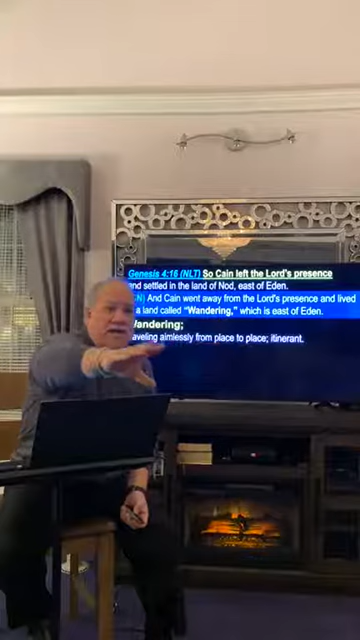 Genesis 4:16 (NLT) So Cain left the Lord's presence
and settled in the land of Nod, east of Eden.
And Cain went away from the Lord's presence and lived
a land called "Wandering," which is east of Eden.
Wandering;
aveling aimlessly from place to place; itinerant.